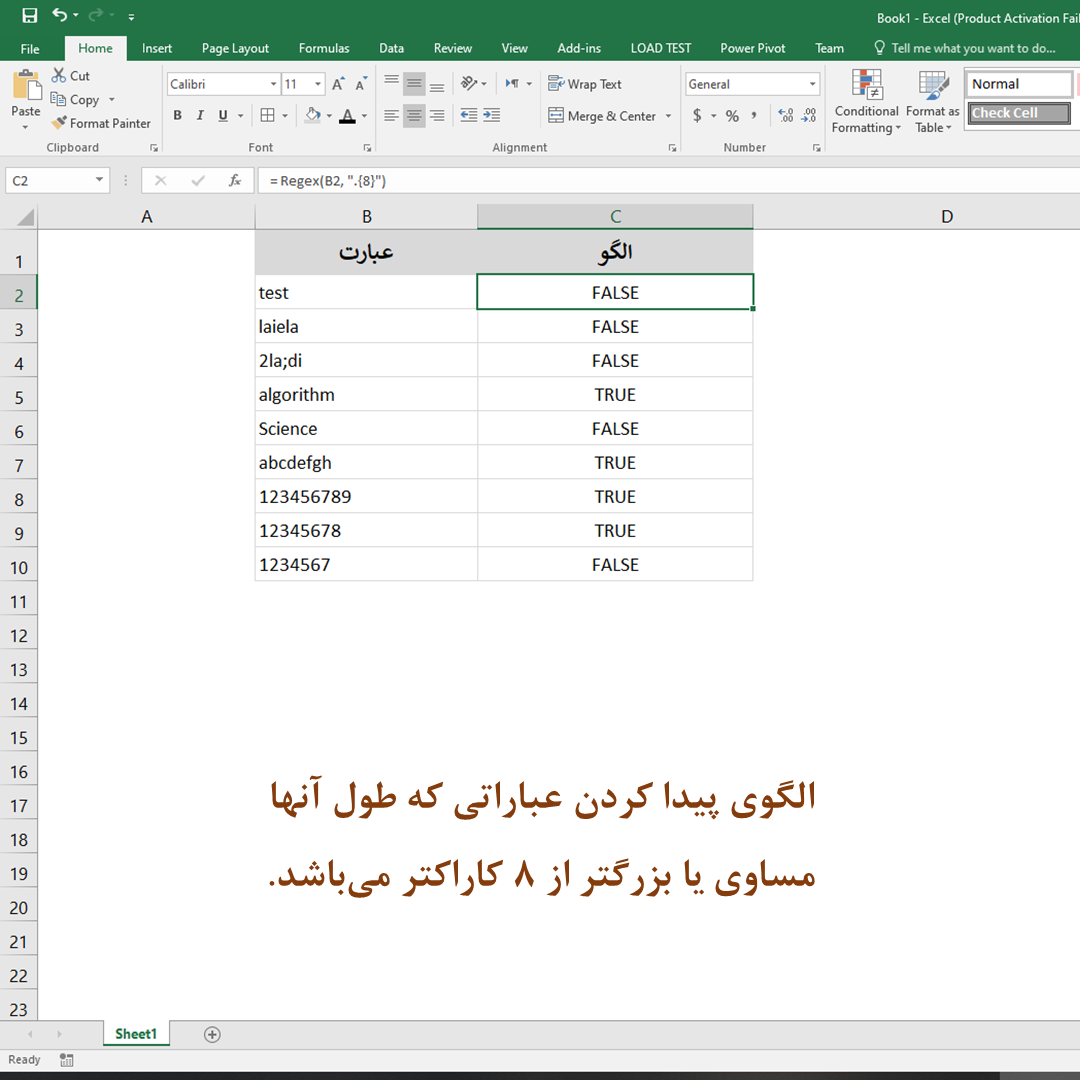 Book1 - Excel (Product Activation Fail
File Home Insert Page Layout Formulas Data Review View Add-ins LOAD TEST Power Pivot Team Tell me what you want to do...
Paste
Cut
Copy
Format Painter
Clipboard
Calibri 11
B I U A
Font
Wrap Text
Merge & Center
Alignment
General
$ % ,
Number
Conditional Formatting
Format as Table
Normal
Check Cell
C2 fx =Regex(B2, ".{8}")
A B C D
1 عبارت الگو
2 test FALSE
3 laiela FALSE
4 2la;di FALSE
5 algorithm TRUE
6 Science FALSE
7 abcdefgh TRUE
8 123456789 TRUE
9 12345678 TRUE
10 1234567 FALSE
11
12
13
14
15
16
17
18
19
20
21
22
23
الگوی پیدا کردن عباراتی که طول آنها
مساوی یا بزرگتر از ۸ کاراکتر می‌باشد.
Sheet1
Ready